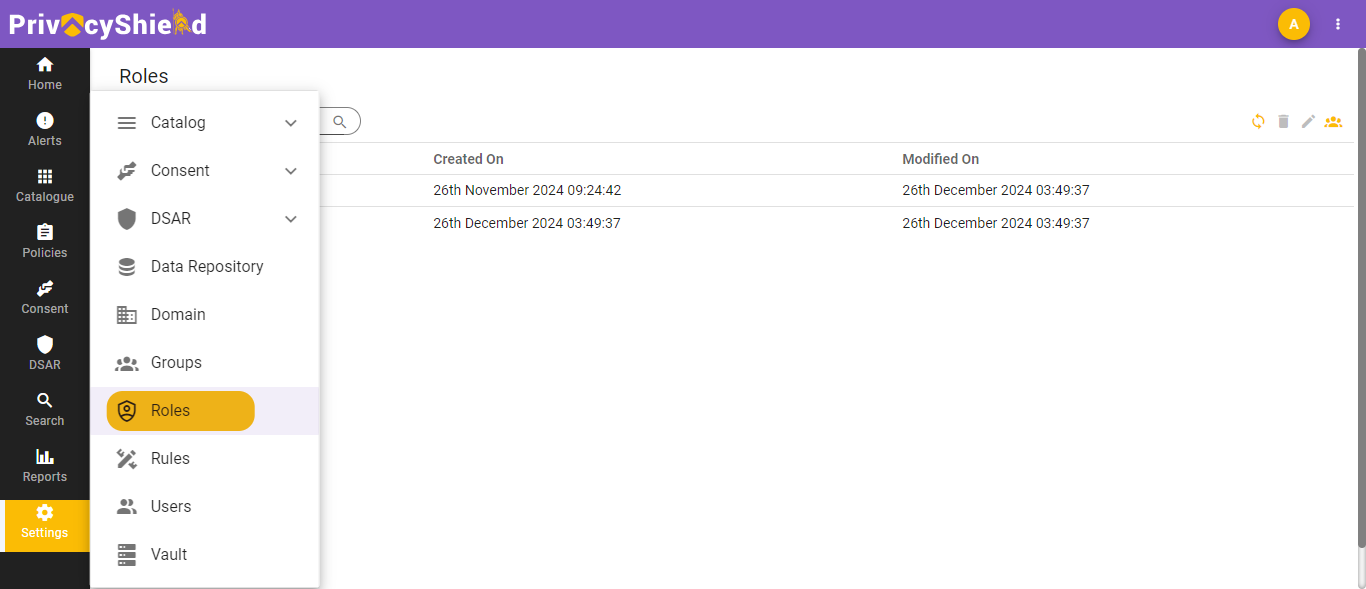 PrivacyShield
A
Home
Alerts
Catalogue
Policies
Consent
DSAR
Search
Reports
Settings
Roles
Catalog
Consent
DSAR
Data Repository
Domain
Groups
Roles
Rules
Users
Vault
Created On Modified On
26th November 2024 09:24:42 26th December 2024 03:49:37
26th December 2024 03:49:37 26th December 2024 03:49:37